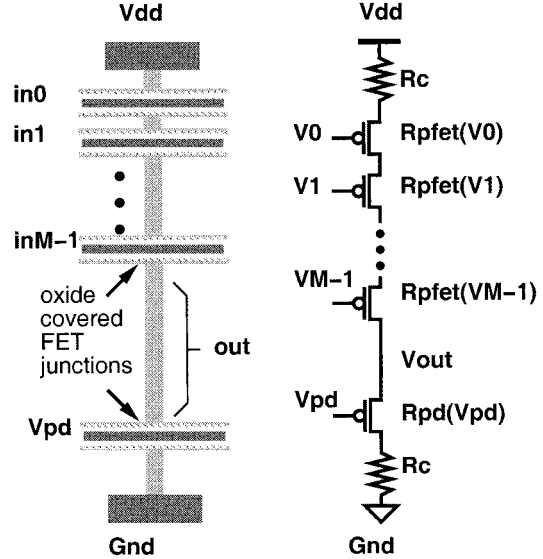 Vdd
in0
in1
inM-1
oxide
covered
FET
junctions
out
Vpd
Gnd
Vdd
Rc
V0 Rpfet(V0)
V1 Rpfet(V1)
VM-1 Rpfet(VM-1)
Vout
Vpd Rpd(Vpd)
Rc
Gnd